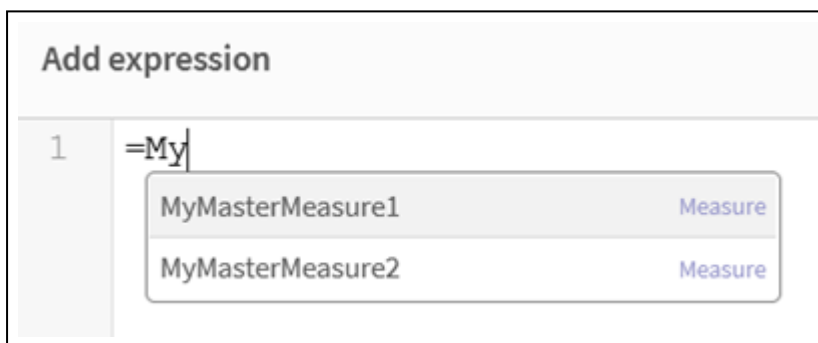 Add expression
1 =My
MyMasterMeasure1 Measure
MyMasterMeasure2 Measure